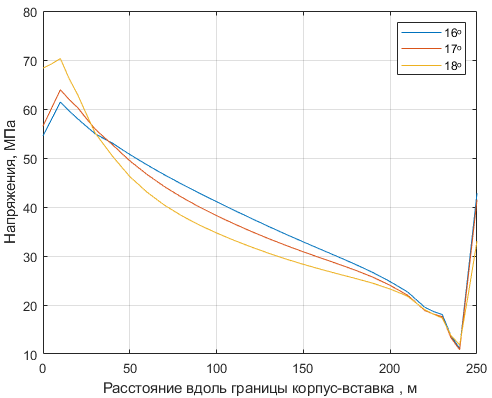 80
70
60
50
40
30
20
10
0
50
100
150
200
250
Напряжения, МПа
Расстояние вдоль границы корпус-вставка , м
16º
17º
18º